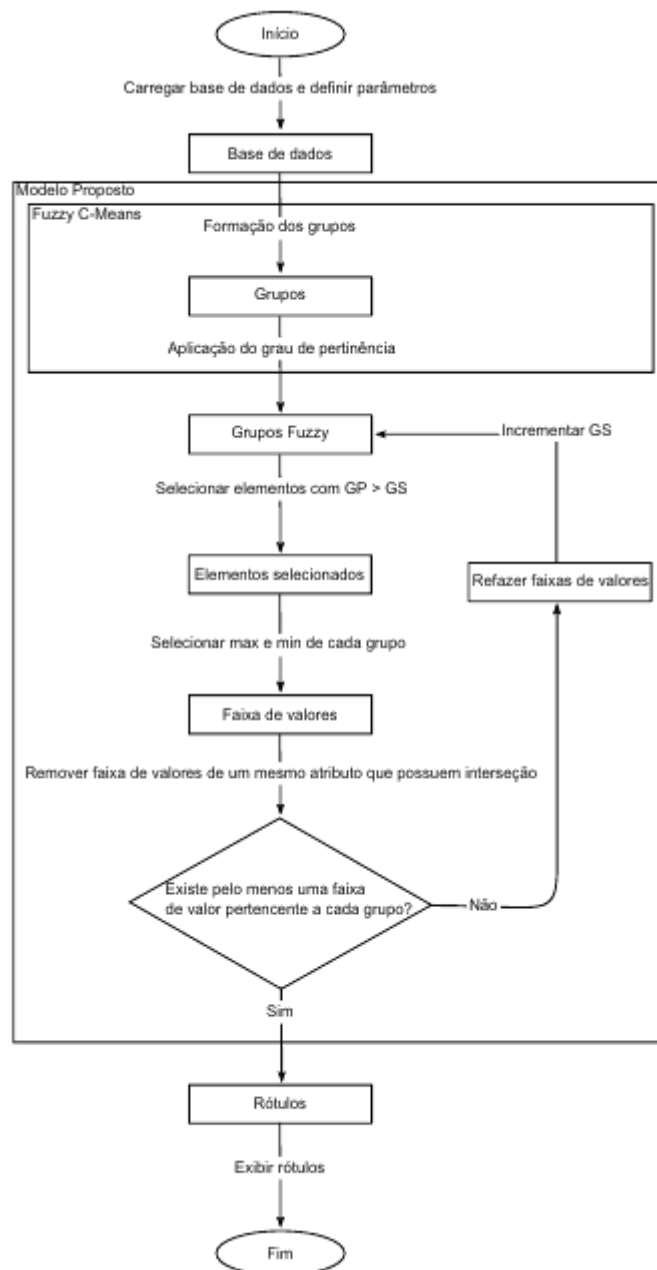 Início
Carregar base de dados e definir parâmetros
Base de dados
Modelo Proposto
Fuzzy C-Means
Formação dos grupos
Grupos
Aplicação do grau de pertinência
Grupos Fuzzy
Incrementar GS
Selecionar elementos com GP > GS
Elementos selecionados
Refazer faixas de valores
Selecionar max e min de cada grupo
Faixa de valores
Remover faixa de valores de um mesmo atributo que possuem interseção
Existe pelo menos uma faixa
de valor pertencente a cada grupo?
Não
Sim
Rótulos
Exibir rótulos
Fim